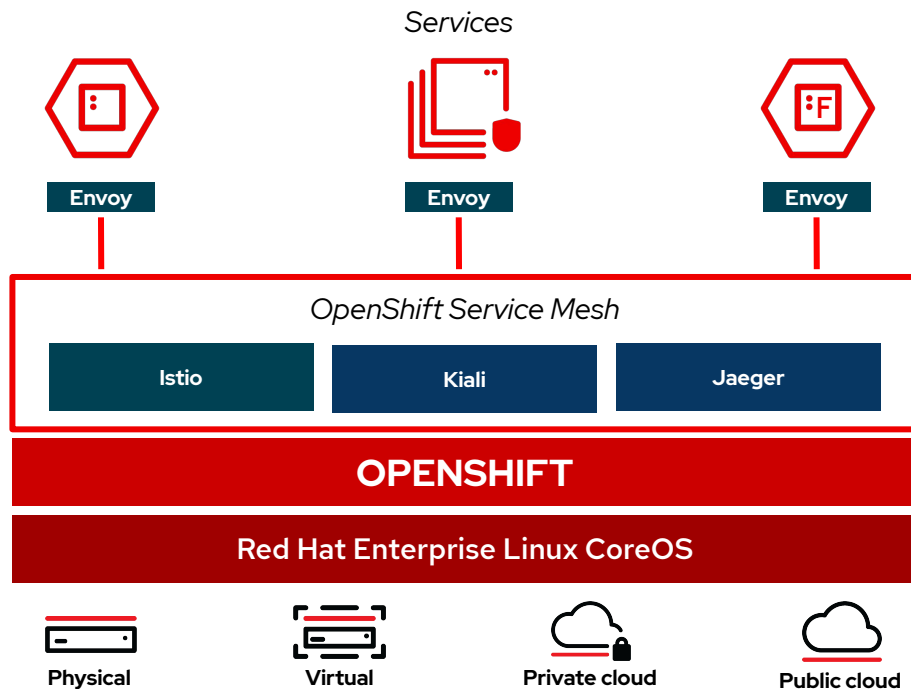 Services
F
Envoy
Envoy
Envoy
OpenShift Service Mesh
Istio
Kiali
Jaeger
OPENSHIFT
Red Hat Enterprise Linux CoreOS
Physical
Virtual
Private cloud
Public cloud